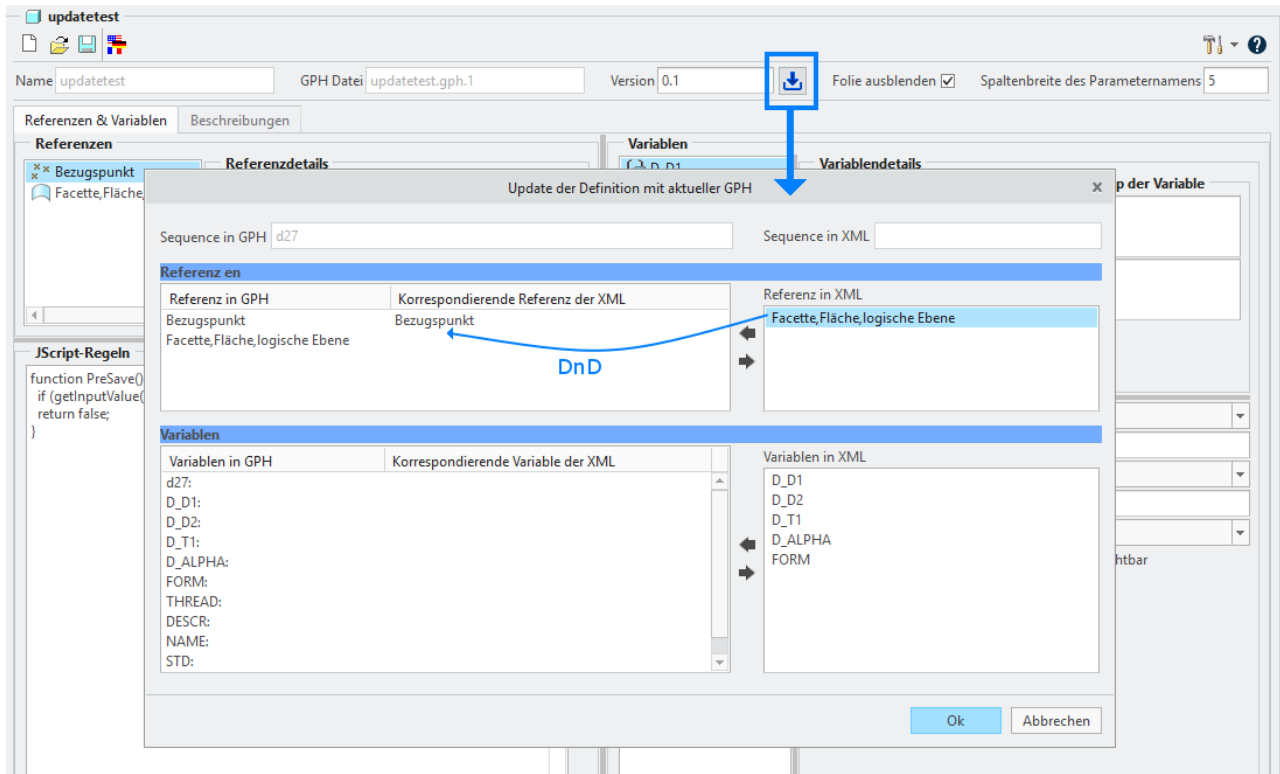 updatetest
Name updatetest GPH Datei updatetest.gph.1 Version 0.1 Folie ausblenden Spaltenbreite des Parameternamens 5
Referenzen & Variablen Beschreibungen
Referenzen Variablen
Bezugspunkt Referenzdetails D_D1 Variablendetails
Facette,Fläche, p der Variable
Update der Definition mit aktueller GPH x
Sequence in GPH d27 Sequence in XML
Referenz en
Referenz in GPH Korrespondierende Referenz der XML Referenz in XML
Bezugspunkt Bezugspunkt Facette,Fläche,logische Ebene
Facette,Fläche,logische Ebene
DnD
JScript-Regeln
function PreSave()
if (getInputValue(
return false;
}
Variablen
Variablen in GPH Korrespondierende Variable der XML Variablen in XML
d27: D_D1
D_D1: D_D2
D_D2: D_T1
D_T1: D_ALPHA
D_ALPHA: FORM
FORM:
THREAD:
DESCR:
NAME:
STD:
htbar
Ok Abbrechen